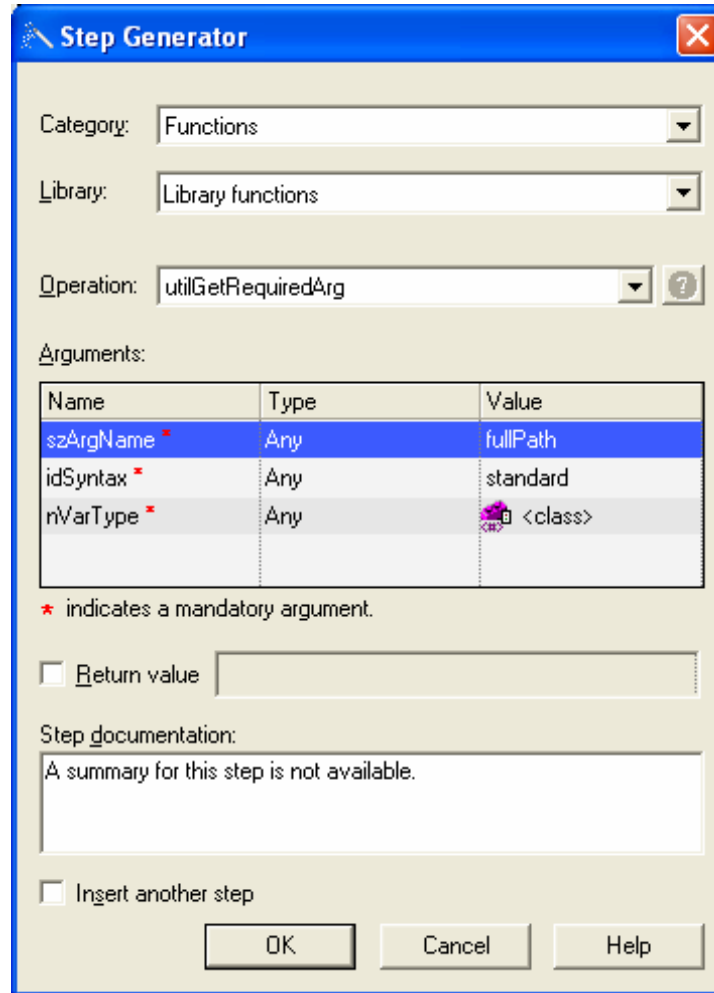 Step Generator
Category: Functions
Library: Library functions
Operation: utilGetRequiredArg ?
Arguments:
Name Type Value
szArgName * Any fullPath
idSyntax * Any standard
nVarType * Any <#> <class>
* indicates a mandatory argument.
Return value
Step documentation:
A summary for this step is not available.
Insert another step
OK Cancel Help